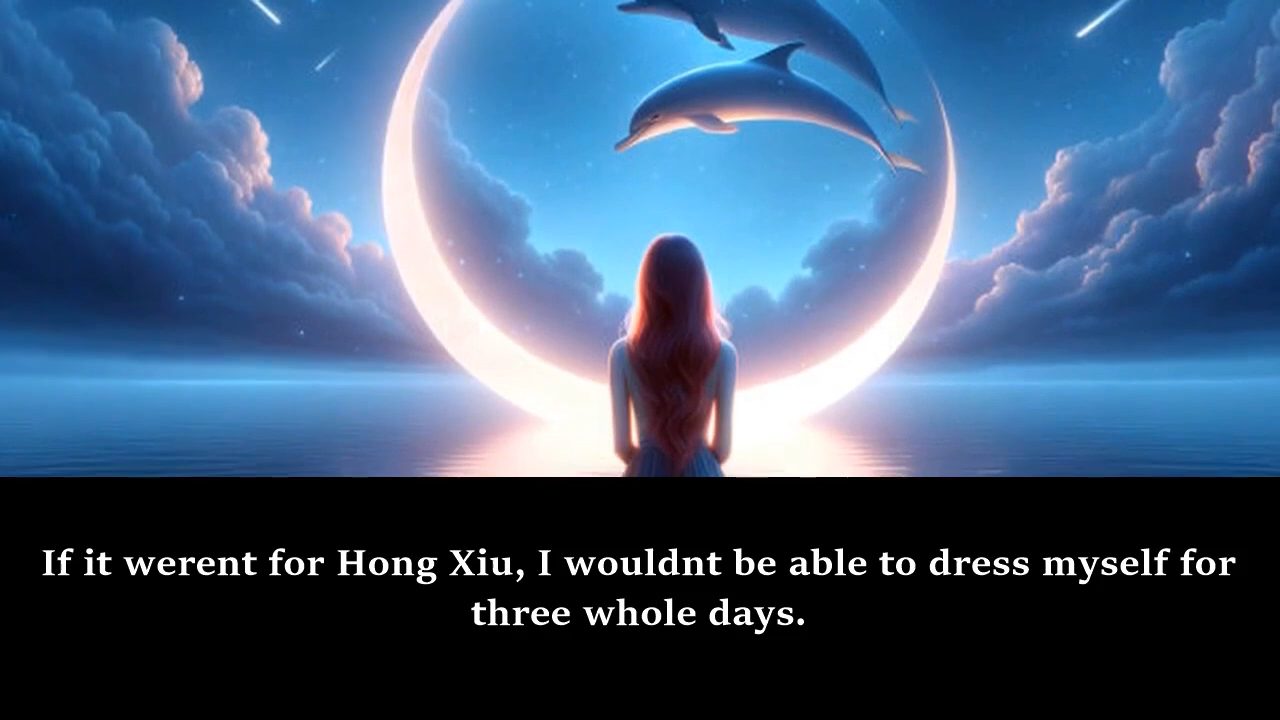 If it werent for Hong Xiu, I wouldnt be able to dress myself for
three whole days.